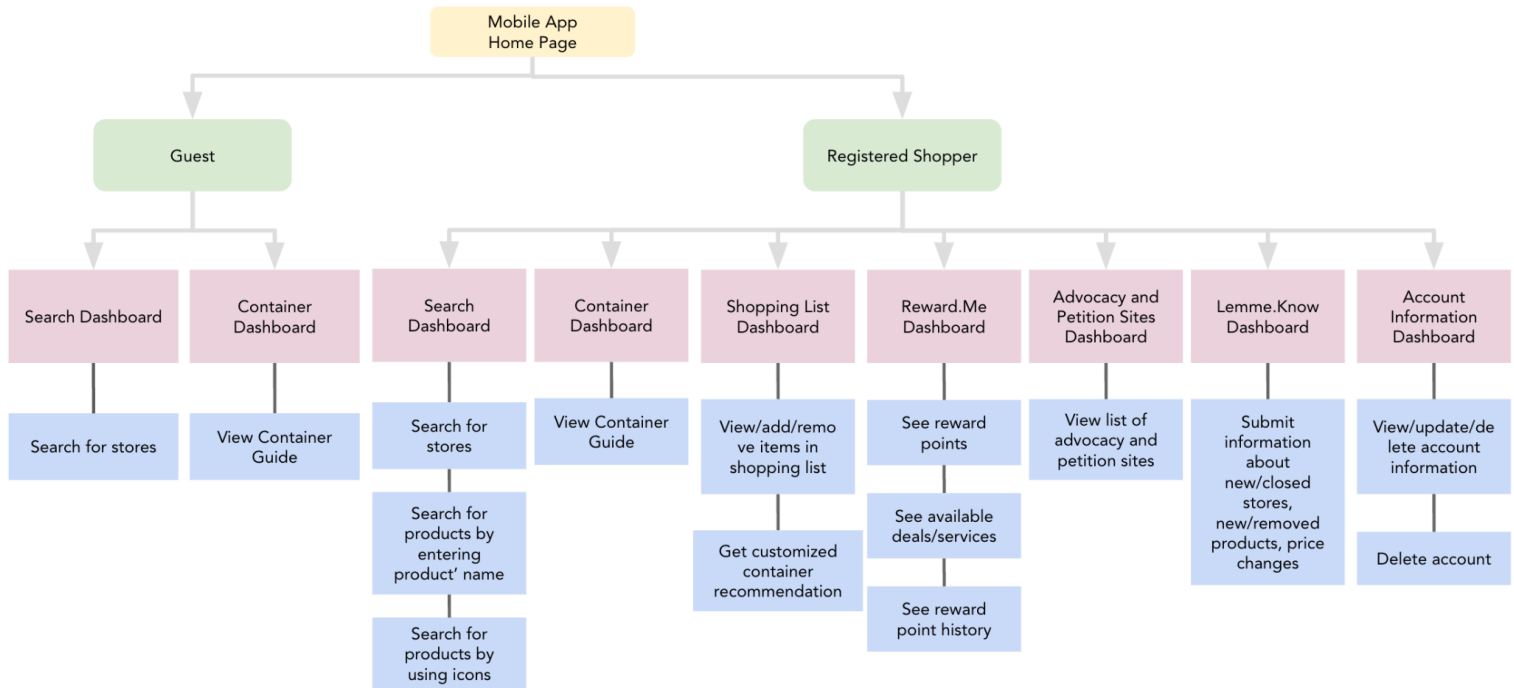 Mobile App
Home Page
Guest
Registered Shopper
Search Dashboard
Container
Dashboard
Search
Dashboard
Container
Dashboard
Shopping List
Dashboard
Reward.Me
Dashboard
Advocacy and
Petition Sites
Dashboard
Lemme.Know
Dashboard
Account
Information
Dashboard
Search for stores
View Container
Guide
Search for
stores
Search for
products by
entering
product’ name
Search for
products by
using icons
View Container
Guide
View/add/remo
ve items in
shopping list
Get customized
container
recommendation
See reward
points
See available
deals/services
See reward
point history
View list of
advocacy and
petition sites
Submit
information
about
new/closed
stores,
new/removed
products, price
changes
View/update/de
lete account
information
Delete account